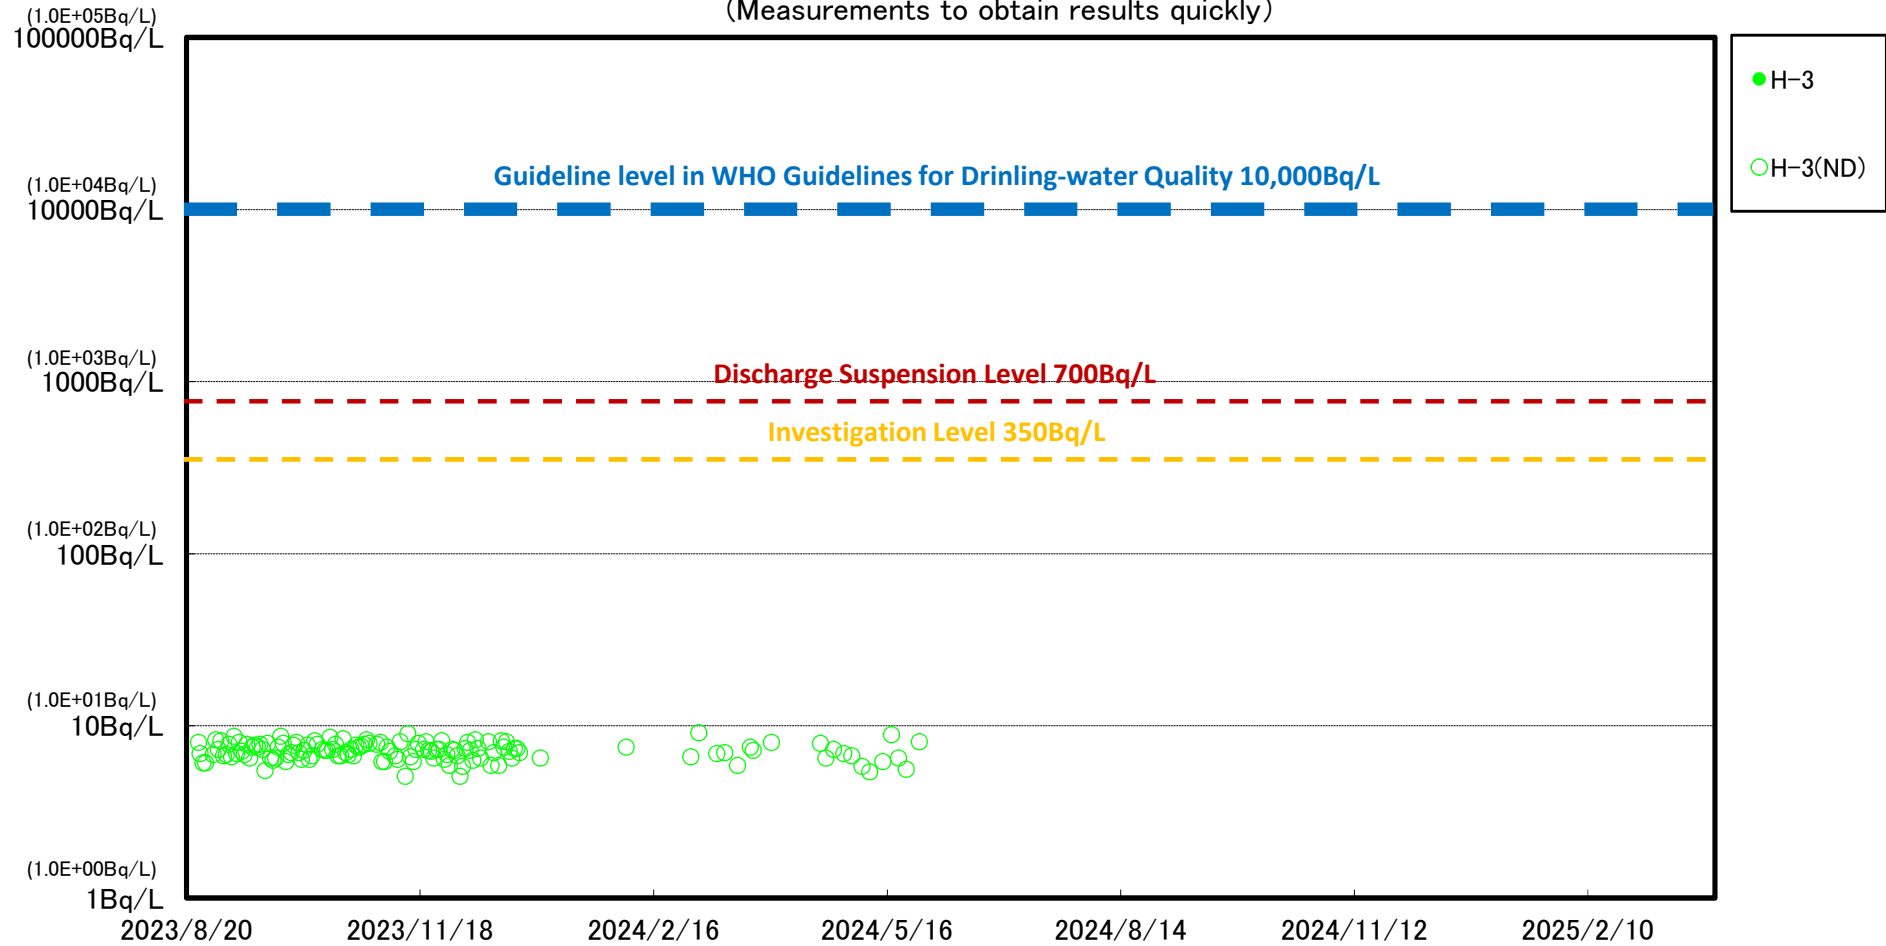 (Measurements to obtain results quickly)
(1.0E+05Bq/L)
100000Bq/L
H-3
H-3(ND)
Guideline level in WHO Guidelines for Drinling-water Quality 10,000Bq/L
(1.0E+04Bq/L)
10000Bq/L
(1.0E+03Bq/L)
1000Bq/L
Discharge Suspension Level 700Bq/L
Investigation Level 350Bq/L
(1.0E+02Bq/L)
100Bq/L
(1.0E+01Bq/L)
10Bq/L
(1.0E+00Bq/L)
1Bq/L
2023/8/20 2023/11/18 2024/2/16 2024/5/16 2024/8/14 2024/11/12 2025/2/10